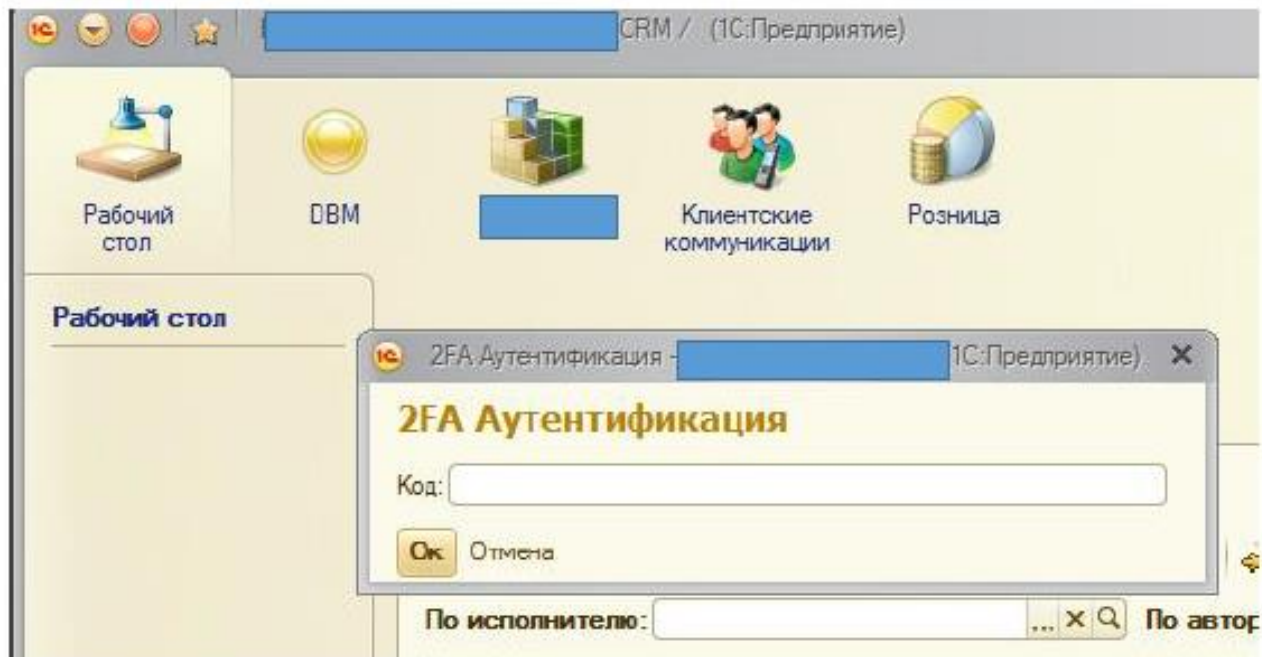 CRM / (1С:Предприятие)
Рабочий
стол
DBM
Клиентские
коммуникации
Розница
Рабочий стол
2FA Аутентификация - 1С:Предприятие)
2FA Аутентификация
Код:
Ок Отмена
По исполнителю: ... По автор